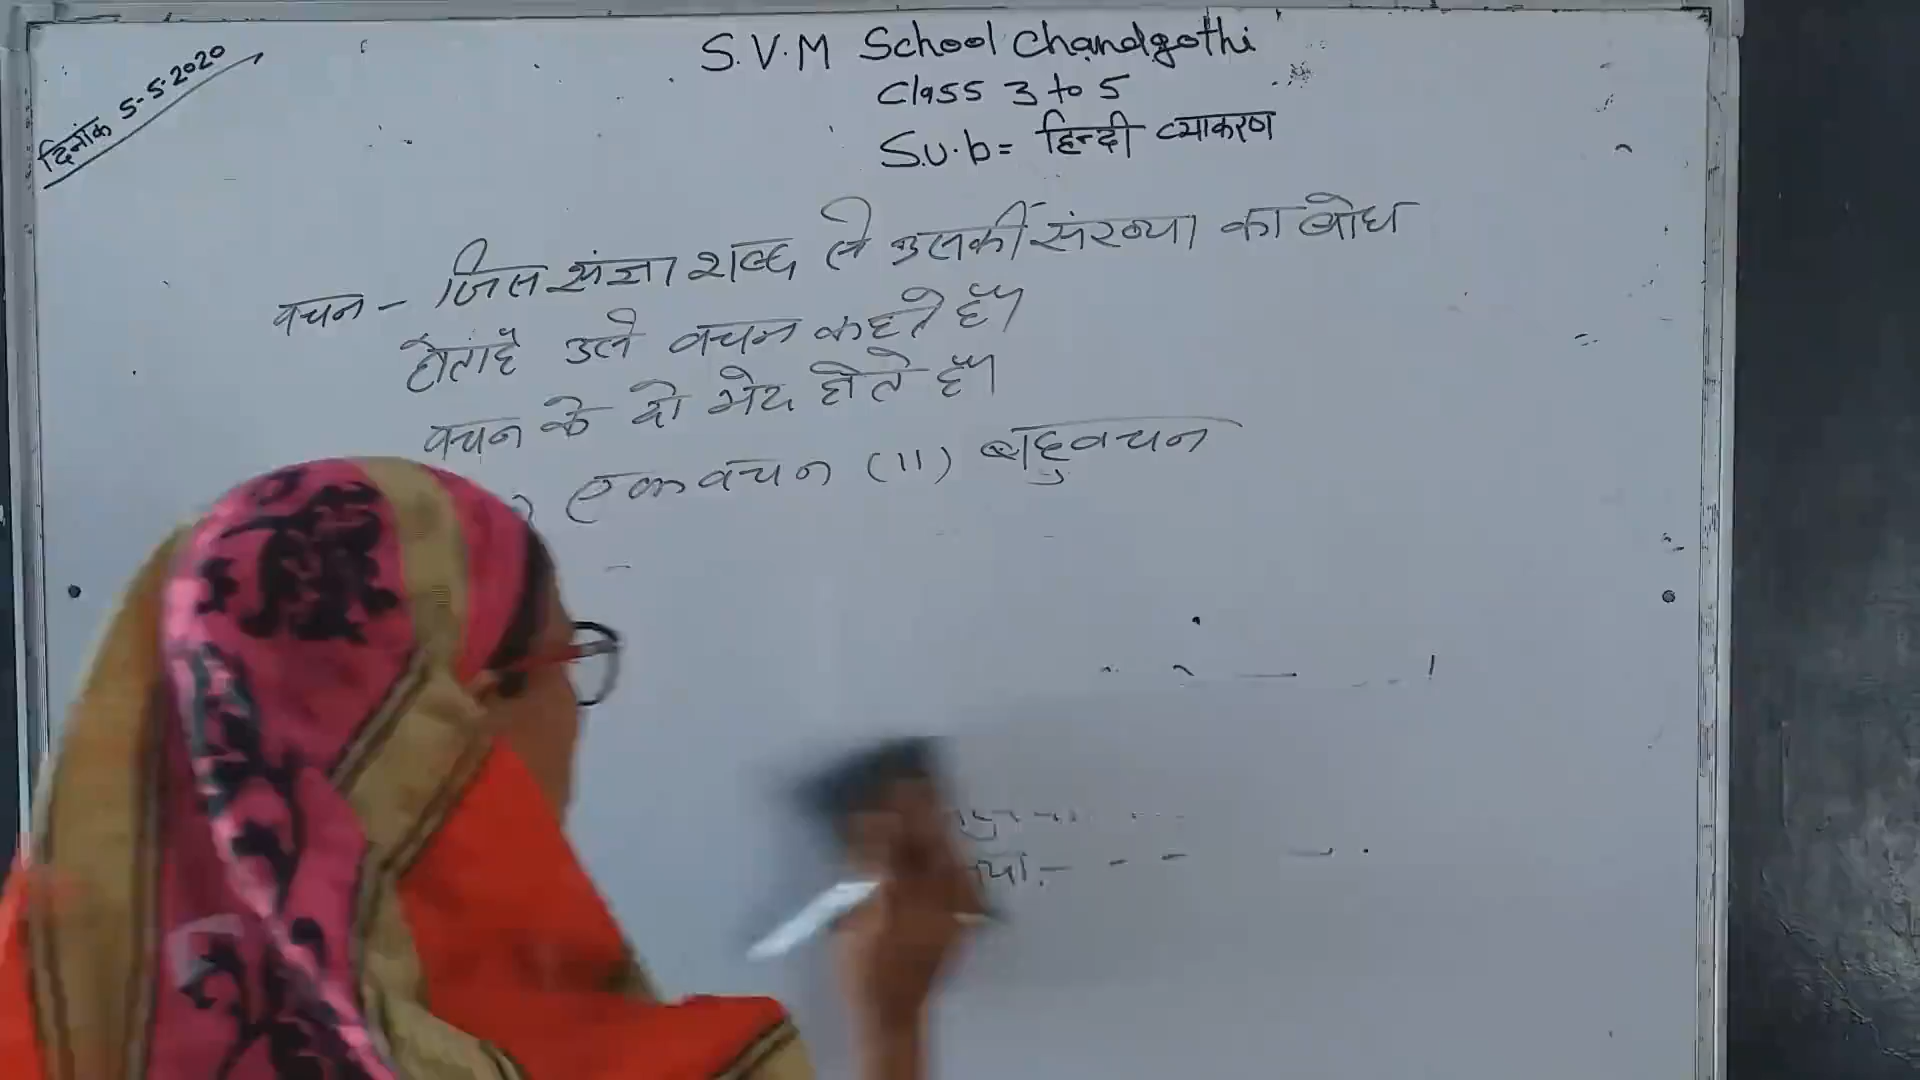 दिनांक 5-5-2020
S.V.M School Chandgothi
Class 3 to 5
S.u.b= हिन्दी व्याकरण
वचन- जिस संज्ञा शब्द से उसकी संख्या का बोध
होता है उसे वचन कहते हैं।
वचन के दो भेद होते हैं।
एकवचन (11) बहुवचन